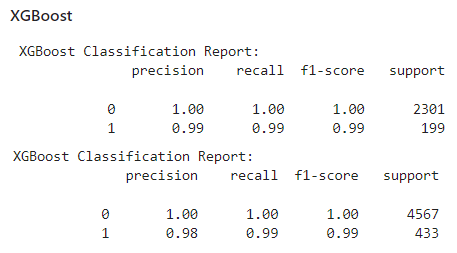 XGBoost
XGBoost Classification Report:
precision recall f1-score support
0 1.00 1.00 1.00 2301
1 0.99 0.99 0.99 199
XGBoost Classification Report:
precision recall f1-score support
0 1.00 1.00 1.00 4567
1 0.98 0.99 0.99 433